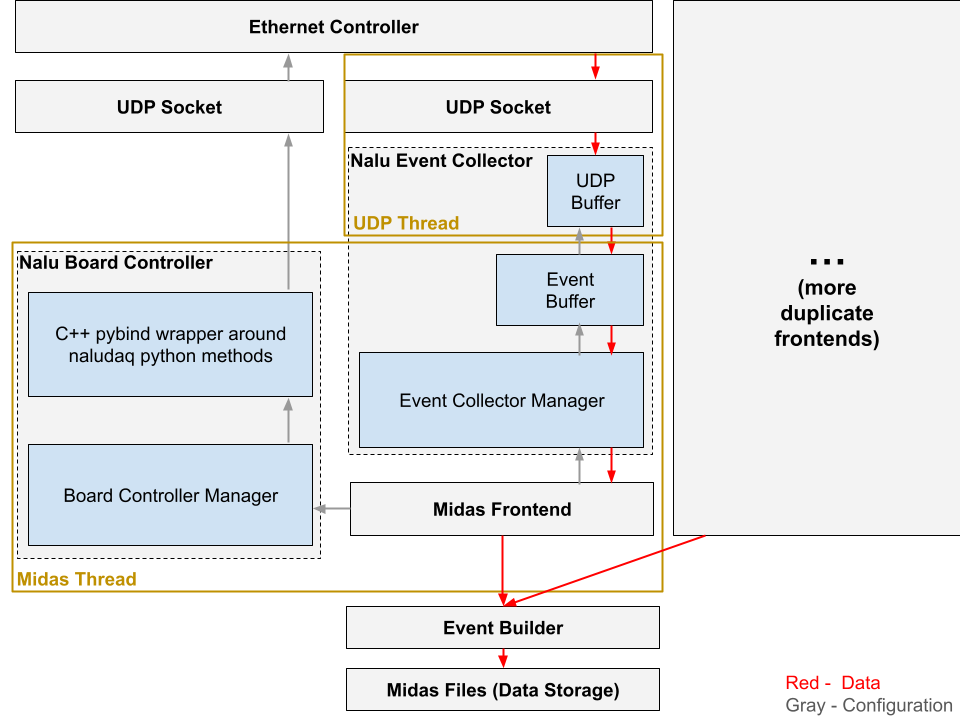 Ethernet Controller
UDP Socket
UDP Socket
Nalu Event Collector
UDP
Buffer
UDP Thread
Nalu Board Controller
Event
Buffer
C++ pybind wrapper around
naludaq python methods
Event Collector Manager
Board Controller Manager
Midas Frontend
Midas Thread
...
(more
duplicate
frontends)
Event Builder
Midas Files (Data Storage)
Red -  Data
Gray - Configuration